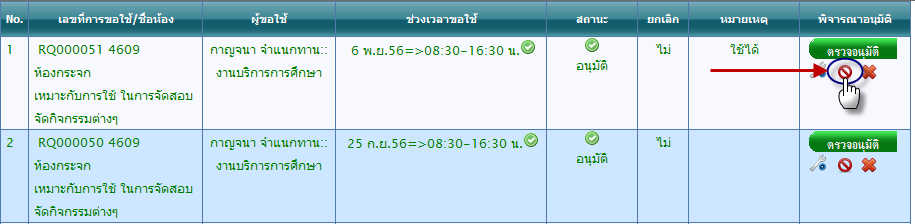 No. เลขที่การขอใช้/ชื่อห้อง ผู้ขอใช้ ช่วงเวลาขอใช้ สถานะ ยกเลิก หมายเหตุ พิจารณาอนุมัติ
1 RQ000051 4609 กาญจนา จำแนกทาน:: 6 พ.ย.56=>08:30-16:30 น. ไม่ ใช้ได้ ตรวจอนุมัติ
ห้องกระจก งานบริการการศึกษา อนุมัติ
เหมาะกับการใช้ ในการจัดสอบ
จัดกิจกรรมต่างๆ
2 RQ000050 4609 กาญจนา จำแนกทาน:: 25 ก.ย.56=>08:30-16:30 น. ไม่ ตรวจอนุมัติ
ห้องกระจก งานบริการการศึกษา อนุมัติ
เหมาะกับการใช้ ในการจัดสอบ
จัดกิจกรรมต่างๆ